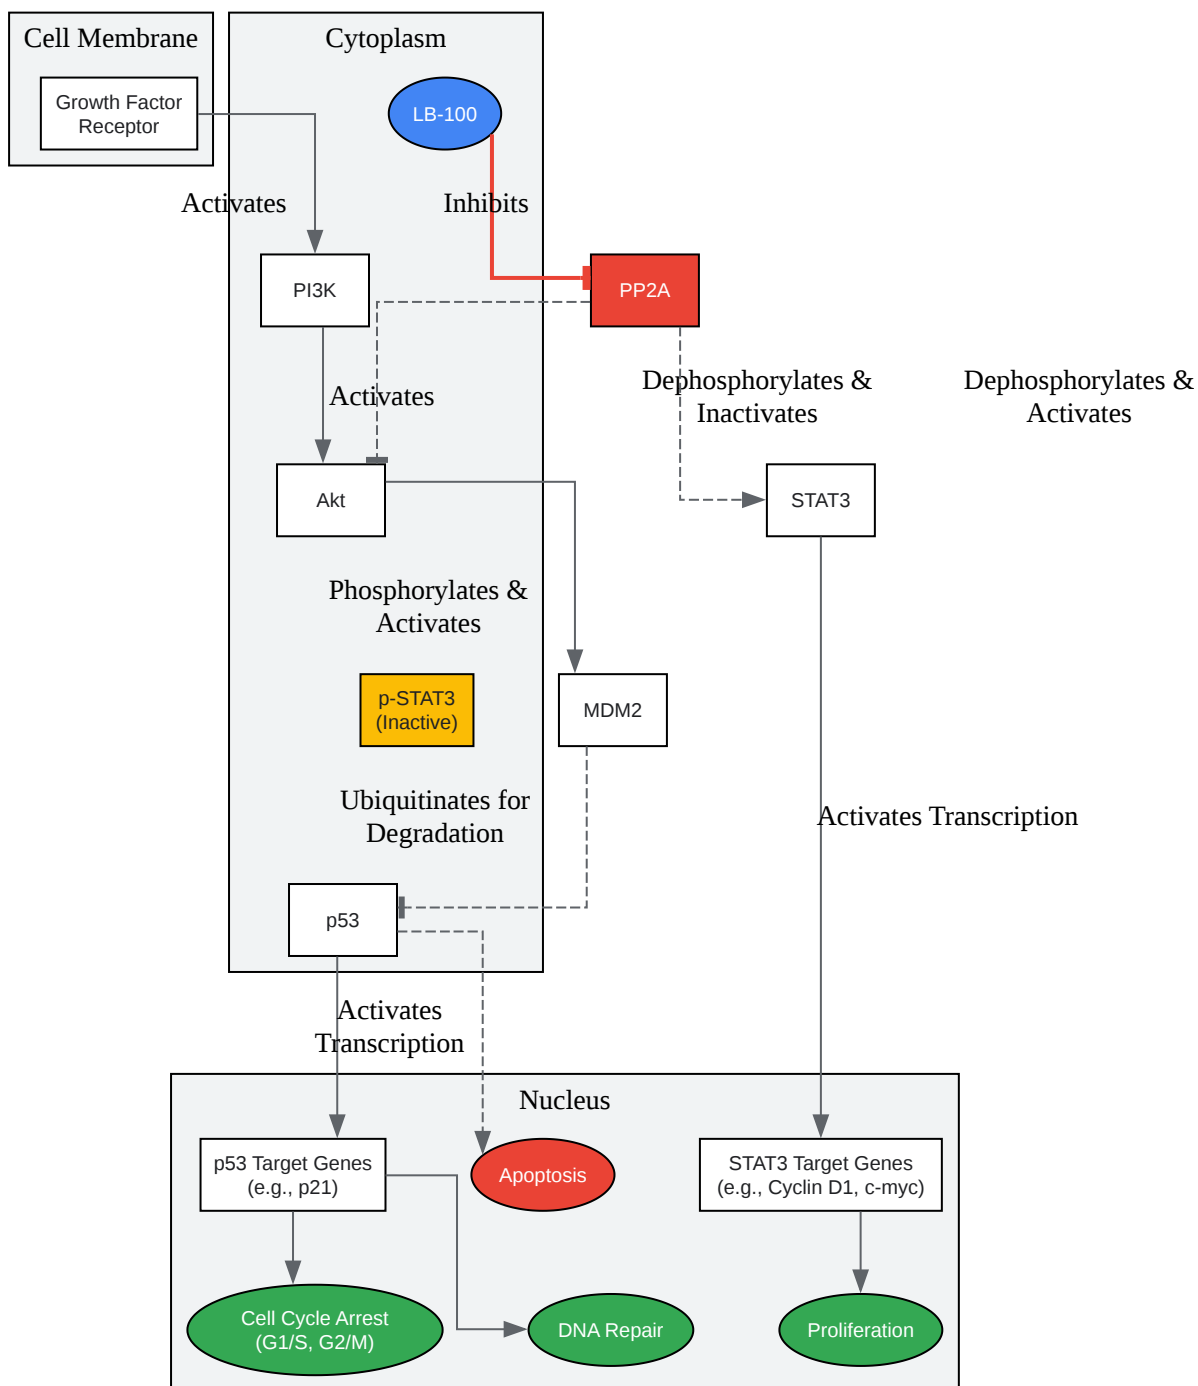 Cell Membrane
Cytoplasm
Growth Factor
Receptor
LB-100
Activates
Inhibits
PI3K
PP2A
Activates
Dephosphorylates &
Inactivates
Dephosphorylates &
Activates
Akt
STAT3
Phosphorylates &
Activates
p-STAT3
(Inactive)
MDM2
Ubiquitinates for
Degradation
Activates Transcription
p53
Activates
Transcription
Nucleus
p53 Target Genes
(e.g., p21)
Apoptosis
STAT3 Target Genes
(e.g., Cyclin D1, c-myc)
Cell Cycle Arrest
(G1/S, G2/M)
DNA Repair
Proliferation